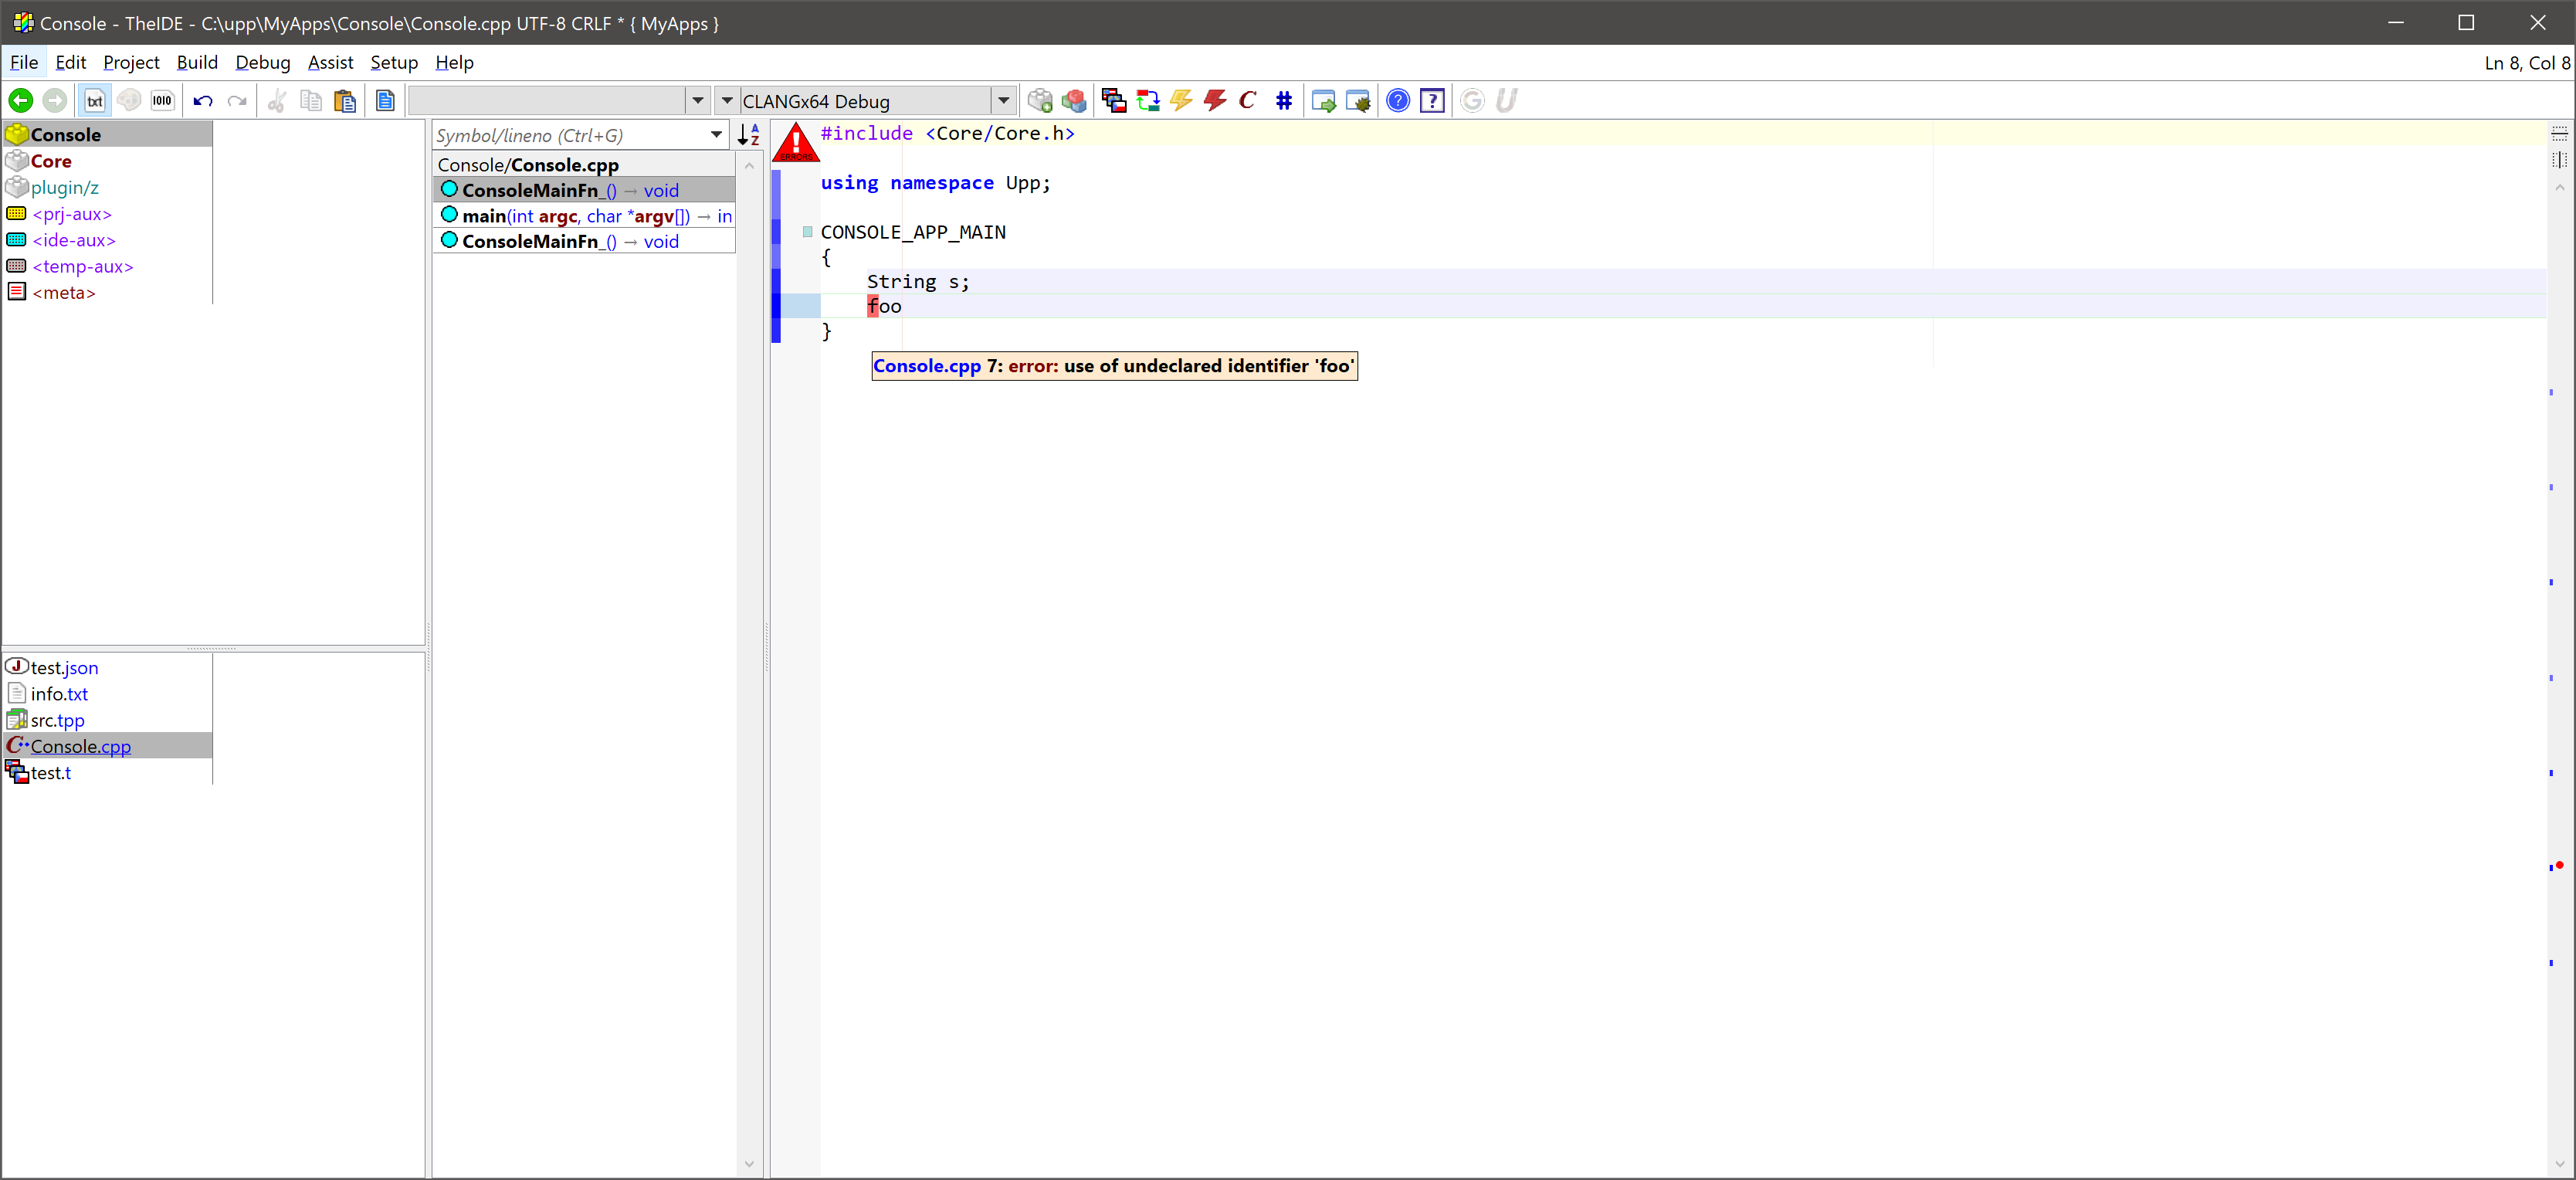 Console - TheIDE - C:\upp\MyApps\Console\Console.cpp UTF-8 CRLF * { MyApps }
File Edit Project Build Debug Assist Setup Help Ln 8, Col 8
txt 1010 CLANGx64 Debug C # ? ? G U
Console
Core
plugin/z
<prj-aux>
<ide-aux>
<temp-aux>
<meta>
test.json
info.txt
src.tpp
Console.cpp
test.t
Symbol/lineno (Ctrl+G) A Z
Console/Console.cpp
ConsoleMainFn_() → void
main(int argc, char *argv[]) → in
ConsoleMainFn_() → void
ERRORS
#include <Core/Core.h>
using namespace Upp;
CONSOLE_APP_MAIN
{
String s;
foo
}
Console.cpp 7: error: use of undeclared identifier 'foo'